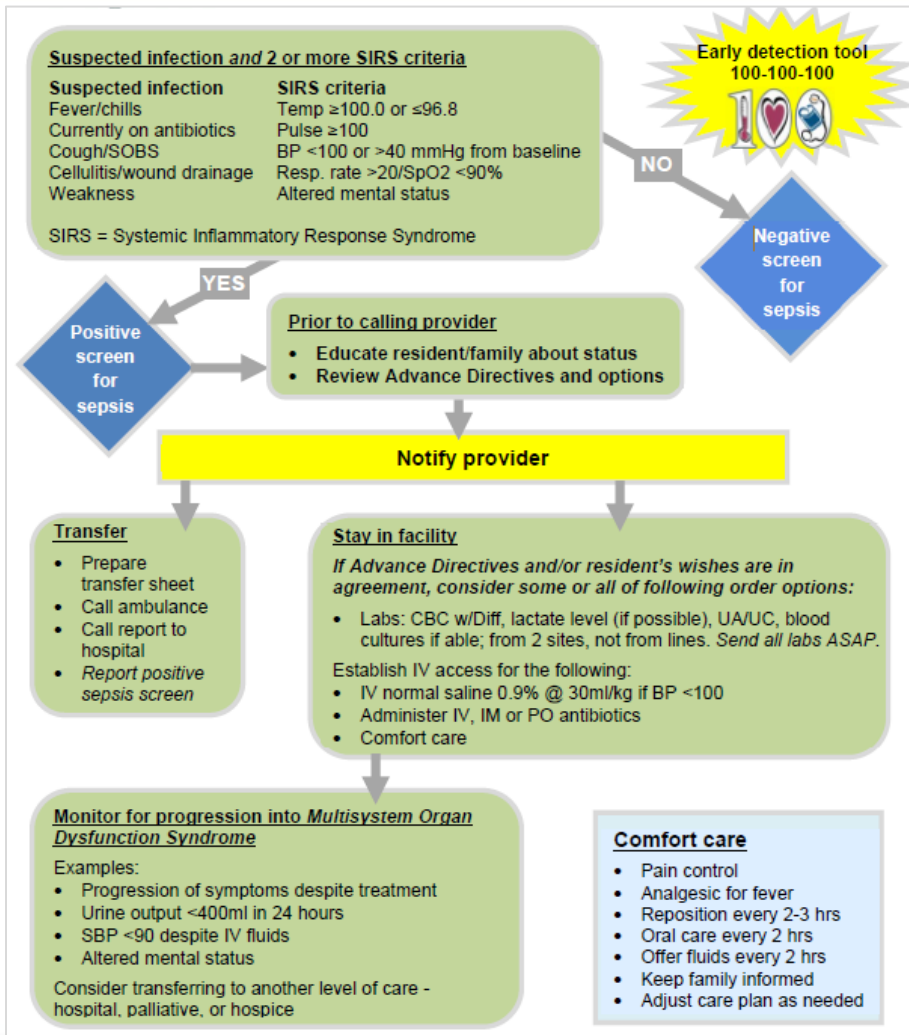 Suspected infection and 2 or more SIRS criteria
Suspected infection SIRS criteria
Fever/chills Temp ≥100.0 or ≤96.8
Currently on antibiotics Pulse ≥100
Cough/SOBS BP <100 or >40 mmHg from baseline
Cellulitis/wound drainage Resp. rate >20/SpO2 <90%
Weakness Altered mental status
SIRS = Systemic Inflammatory Response Syndrome
Early detection tool
100-100-100
100
NO
Negative
screen
for
sepsis
YES
Positive
screen
for
sepsis
Prior to calling provider
• Educate resident/family about status
• Review Advance Directives and options
Notify provider
Transfer
• Prepare
transfer sheet
• Call ambulance
• Call report to
hospital
• Report positive
sepsis screen
Stay in facility
If Advance Directives and/or resident's wishes are in
agreement, consider some or all of following order options:
• Labs: CBC w/Diff, lactate level (if possible), UA/UC, blood
cultures if able; from 2 sites, not from lines. Send all labs ASAP.
Establish IV access for the following:
• IV normal saline 0.9% @ 30ml/kg if BP <100
• Administer IV, IM or PO antibiotics
• Comfort care
Monitor for progression into Multisystem Organ
Dysfunction Syndrome
Examples:
• Progression of symptoms despite treatment
• Urine output <400ml in 24 hours
• SBP <90 despite IV fluids
• Altered mental status
Consider transferring to another level of care -
hospital, palliative, or hospice
Comfort care
• Pain control
• Analgesic for fever
• Reposition every 2-3 hrs
• Oral care every 2 hrs
• Offer fluids every 2 hrs
• Keep family informed
• Adjust care plan as needed